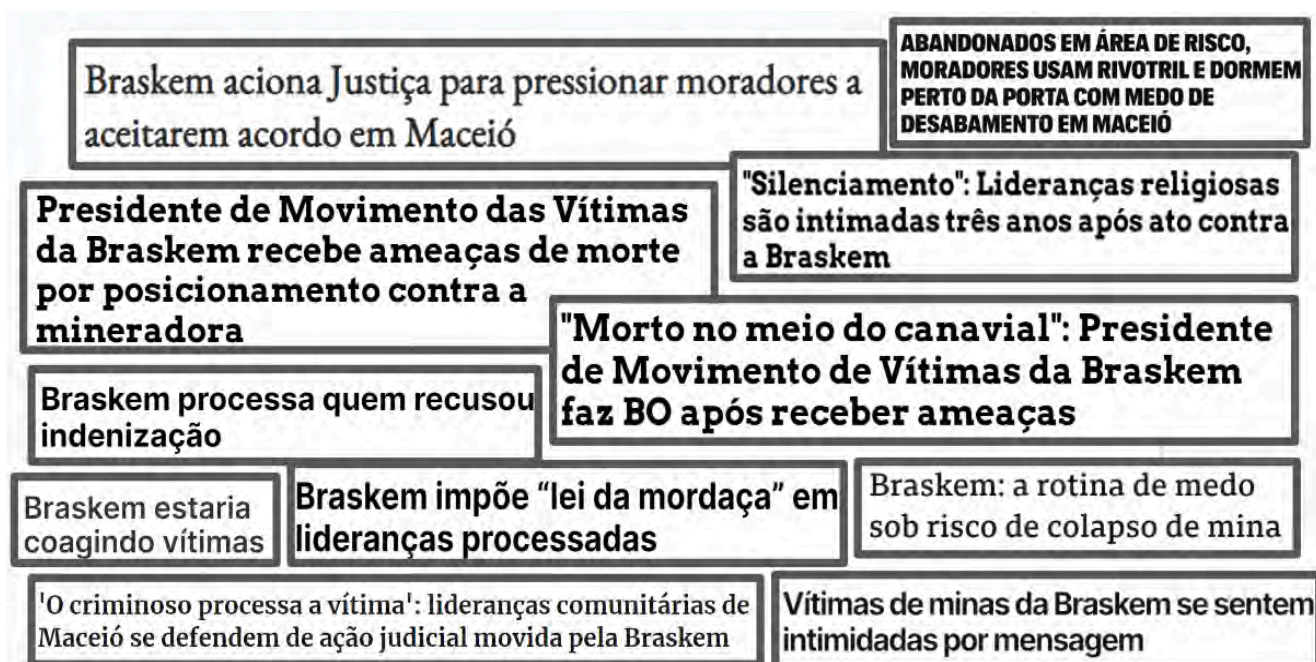 Braskem aciona Justiça para pressionar moradores a
aceitarem acordo em Maceió
ABANDONADOS EM ÁREA DE RISCO,
MORADORES USAM RIVOTRIL E DORMEM
PERTO DA PORTA COM MEDO DE
DESABAMENTO EM MACEIÓ
"Silenciamento": Lideranças religiosas
são intimadas três anos após ato contra
a Braskem
Presidente de Movimento das Vítimas
da Braskem recebe ameaças de morte
por posicionamento contra a
mineradora
"Morto no meio do canavial": Presidente
de Movimento de Vítimas da Braskem
faz BO após receber ameaças
Braskem processa quem recusou
indenização
Braskem estaria
coagindo vítimas
Braskem impõe “lei da mordaça” em
lideranças processadas
Braskem: a rotina de medo
sob risco de colapso de mina
'O criminoso processa a vítima': lideranças comunitárias de
Maceió se defendem de ação judicial movida pela Braskem
Vítimas de minas da Braskem se sentem
intimidadas por mensagem